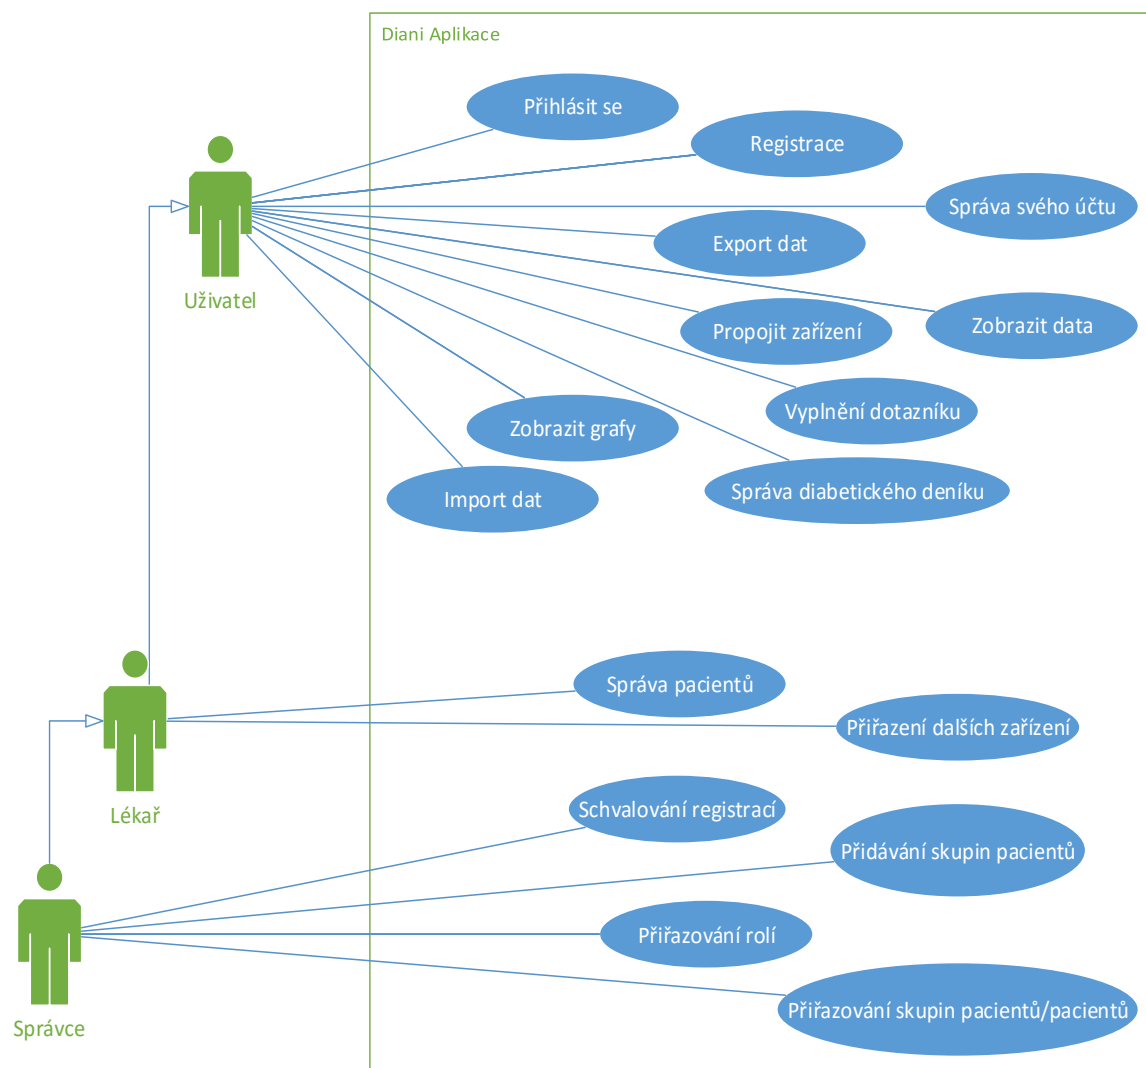 Diani Aplikace
Přihlásit se
Registrace
Správa svého účtu
Export dat
Uživatel
Propojit zařízení
Zobrazit data
Vyplnění dotazníku
Zobrazit grafy
Správa diabetického deníku
Import dat
Správa pacientů
Přiřazení dalších zařízení
Lékař
Schvalování registrací
Přidávání skupin pacientů
Přiřazování rolí
Přiřazování skupin pacientů/pacientů
Správce